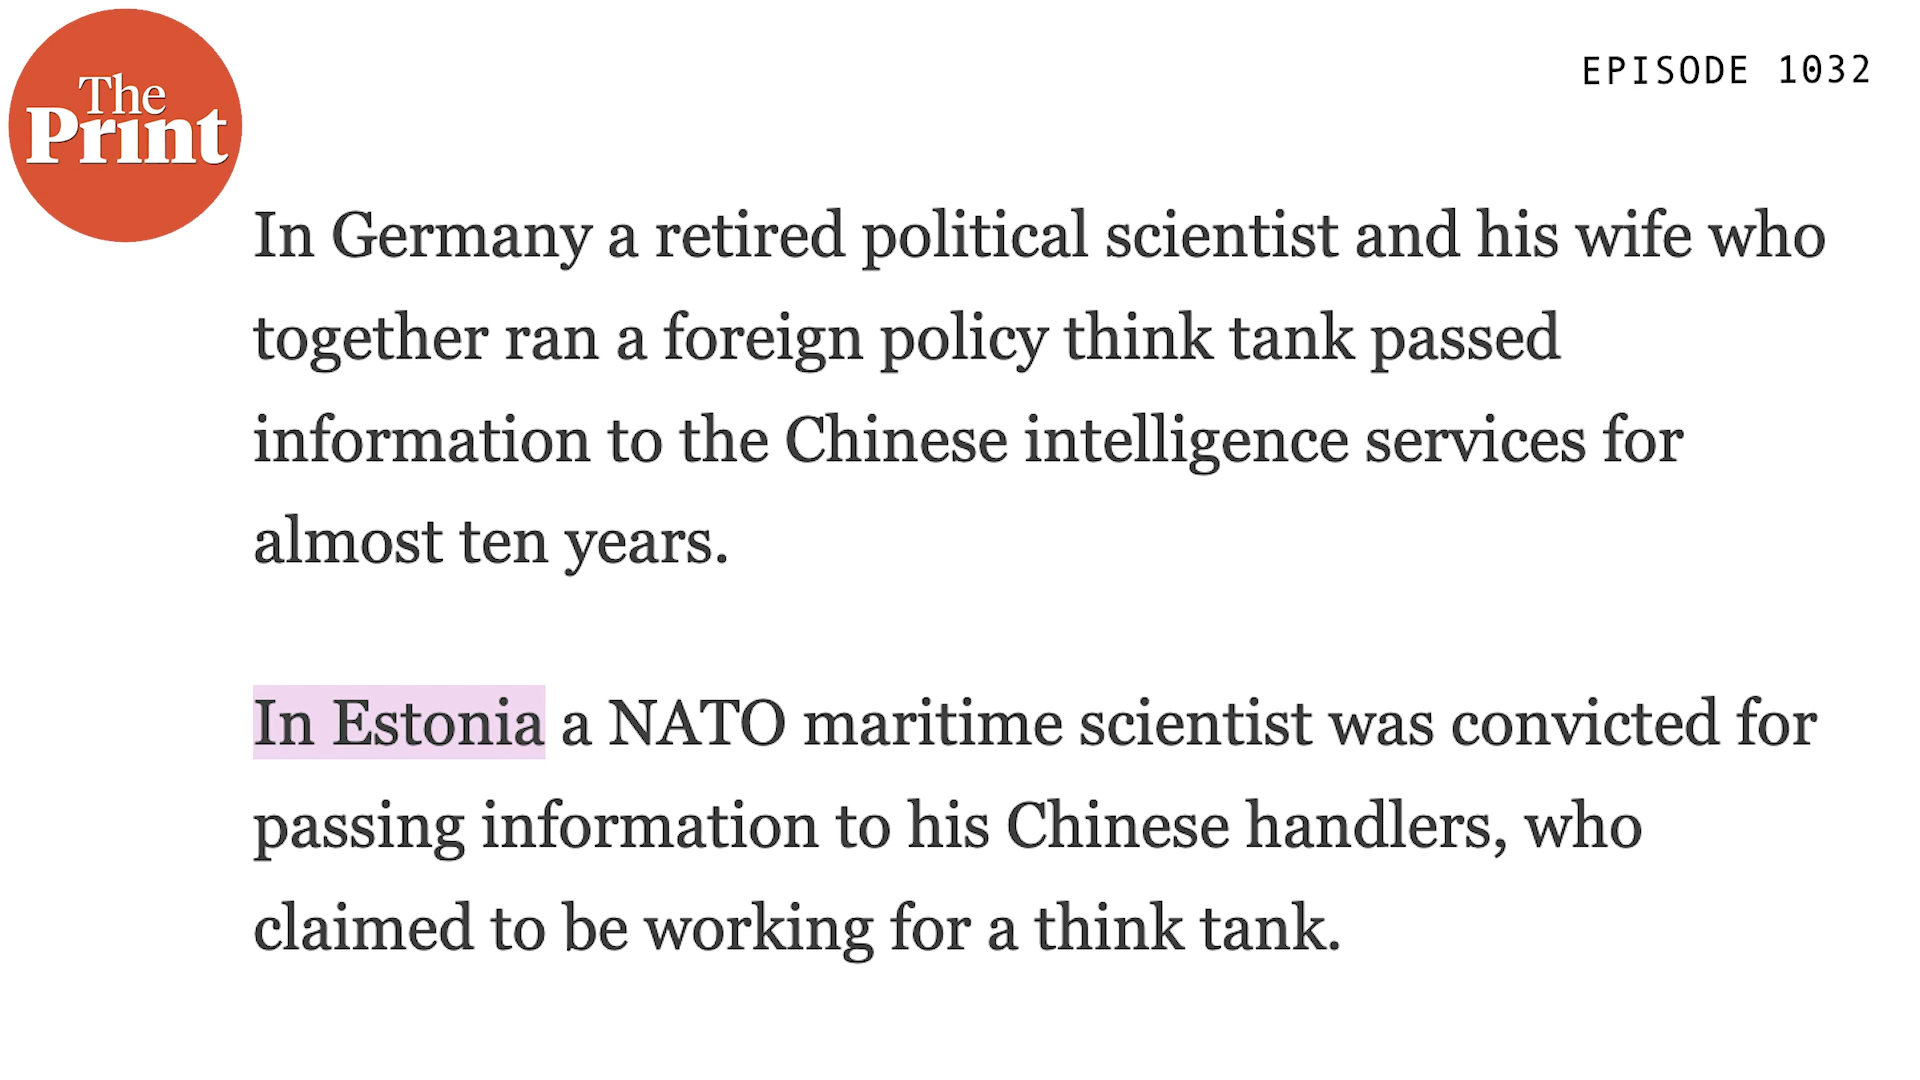 The
Print
EPISODE 1032
In Germany a retired political scientist and his wife who
together ran a foreign policy think tank passed
information to the Chinese intelligence services for
almost ten years.
In Estonia a NATO maritime scientist was convicted for
passing information to his Chinese handlers, who
claimed to be working for a think tank.